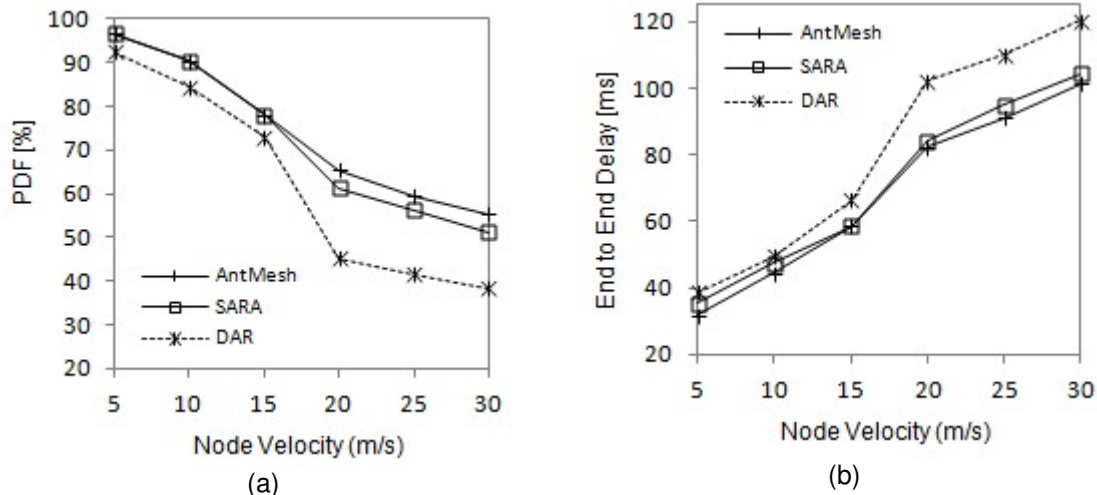 100
90
80
70
60
50
40
30
20
PDF [%]
AntMesh
SARA
DAR
5 10 15 20 25 30
Node Velocity (m/s)
(a)
120
100
80
60
40
20
End to End Delay [ms]
AntMesh
SARA
DAR
5 10 15 20 25 30
Node Velocity (m/s)
(b)